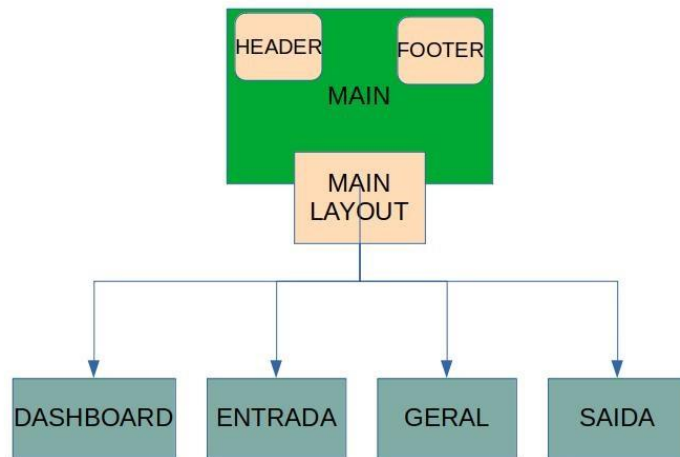 HEADER
FOOTER
MAIN
MAIN
LAYOUT
DASHBOARD
ENTRADA
GERAL
SAIDA